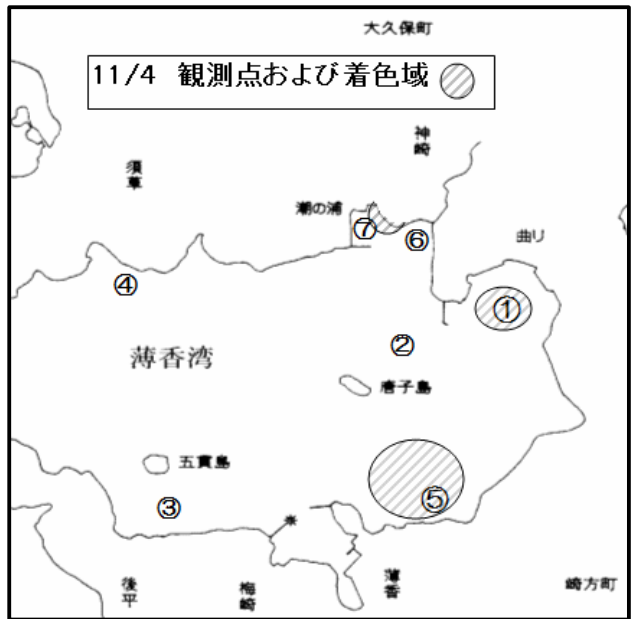 大久保町
11/4 観測点および着色域
神崎
須草
潮の浦
⑦
⑥
曲り
④
①
②
薄香湾
唐子島
五貫島
⑤
③
後平
梅崎
薄香
崎方町